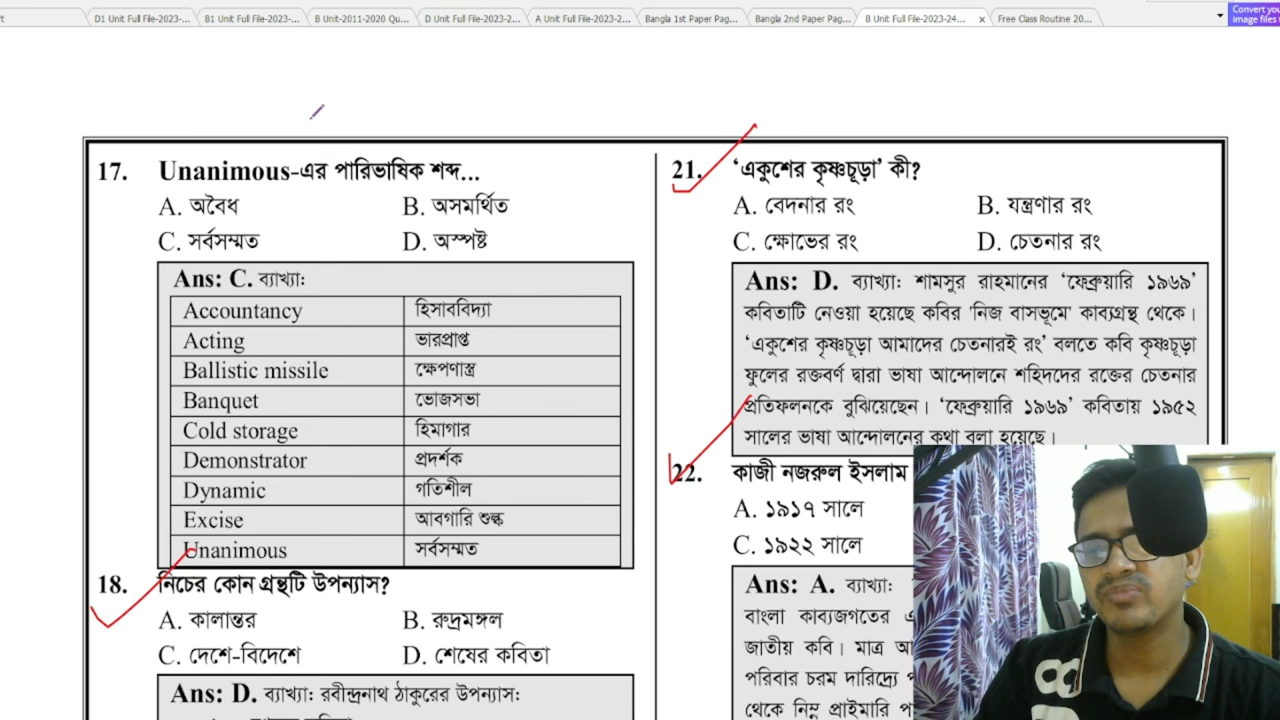 D1 Unit Full File-2023-...
B1 Unit Full File-2023-...
B Unit-2011-2020 Qu...
D Unit Full File-2023-2...
A Unit Full File-2023-2...
Bangla 1st Paper Pag...
Bangla 2nd Paper Pag...
B Unit Full File-2023-24... ×
Free Class Routine 20...
Convert you
image files t
17. Unanimous-এর পারিভাষিক শব্দ...
A. অবৈধ B. অসমর্থিত
C. সর্বসম্মত D. অস্পষ্ট
Ans: C. ব্যাখ্যাঃ
Accountancy হিসাববিদ্যা
Acting ভারপ্রাপ্ত
Ballistic missile ক্ষেপণাস্ত্র
Banquet ভোজসভা
Cold storage হিমাগার
Demonstrator প্রদর্শক
Dynamic গতিশীল
Excise আবগারি শুল্ক
Unanimous সর্বসম্মত
18. নিচের কোন গ্রন্থটি উপন্যাস?
A. কালান্তর B. রুদ্রমঙ্গল
C. দেশে-বিদেশে D. শেষের কবিতা
Ans: D. ব্যাখ্যাঃ রবীন্দ্রনাথ ঠাকুরের উপন্যাস:
21. ‘একুশের কৃষ্ণচূড়া’ কী?
A. বেদনার রং B. যন্ত্রণার রং
C. ক্ষোভের রং D. চেতনার রং
Ans: D. ব্যাখ্যাঃ শামসুর রাহমানের ‘ফেব্রুয়ারি ১৯৬৯’
কবিতাটি নেওয়া হয়েছে কবির 'নিজ বাসভূমে' কাব্যগ্রন্থ থেকে।
‘একুশের কৃষ্ণচূড়া আমাদের চেতনারই রং’ বলতে কবি কৃষ্ণচূড়া
ফুলের রক্তবর্ণ দ্বারা ভাষা আন্দোলনে শহিদদের রক্তের চেতনার
প্রতিফলনকে বুঝিয়েছেন। ‘ফেব্রুয়ারি ১৯৬৯’ কবিতায় ১৯৫২
সালের ভাষা আন্দোলনের কথা বলা হয়েছে।
22. কাজী নজরুল ইসলাম
A. ১৯১৭ সালে
C. ১৯২২ সালে
Ans: A. ব্যাখ্যাঃ
বাংলা কাব্যজগতের
জাতীয় কবি। মাত্র
পরিবার চরম দারিদ্র্যে
থেকে নিম্ন প্রাইমারি